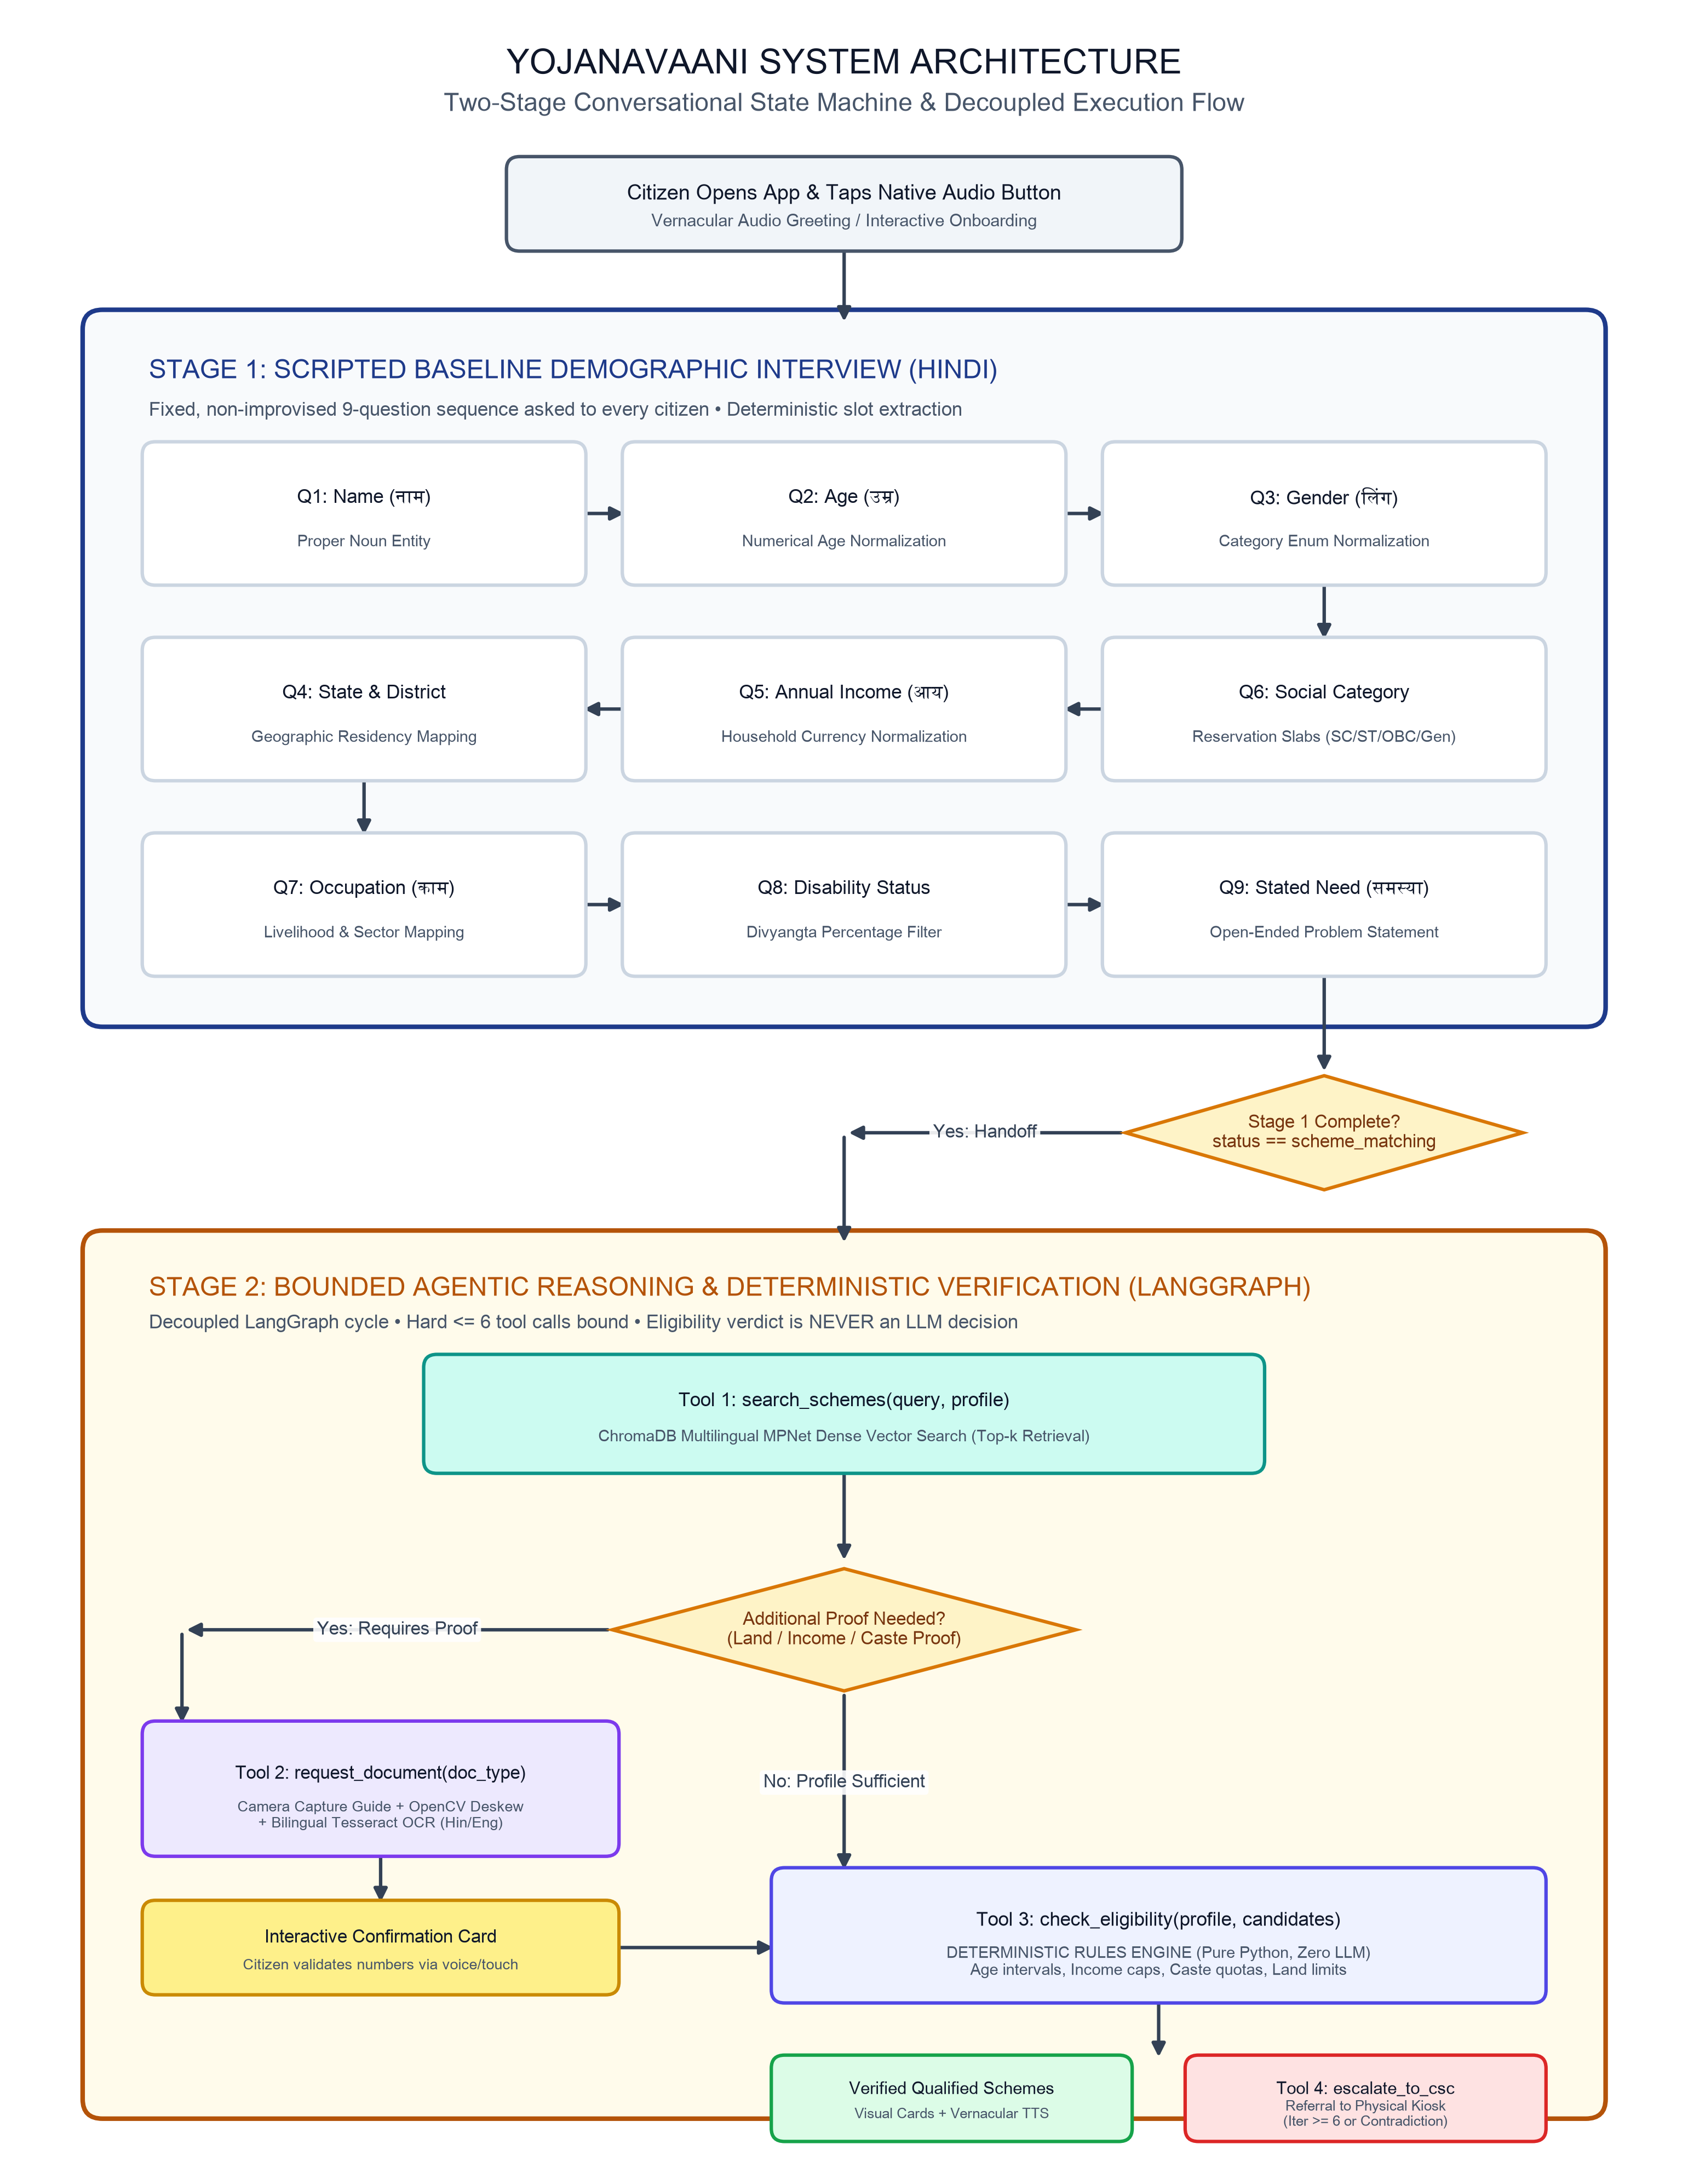 YOJANAVAANI SYSTEM ARCHITECTURE
Two-Stage Conversational State Machine & Decoupled Execution Flow
Citizen Opens App & Taps Native Audio Button
Vernacular Audio Greeting / Interactive Onboarding
STAGE 1: SCRIPTED BASELINE DEMOGRAPHIC INTERVIEW (HINDI)
Fixed, non-improvised 9-question sequence asked to every citizen • Deterministic slot extraction
Q1: Name (नाम)
Proper Noun Entity
Q2: Age (उम्र)
Numerical Age Normalization
Q3: Gender (लिंग)
Category Enum Normalization
Q4: State & District
Geographic Residency Mapping
Q5: Annual Income (आय)
Household Currency Normalization
Q6: Social Category
Reservation Slabs (SC/ST/OBC/Gen)
Q7: Occupation (काम)
Livelihood & Sector Mapping
Q8: Disability Status
Divyangta Percentage Filter
Q9: Stated Need (समस्या)
Open-Ended Problem Statement
Stage 1 Complete?
status == scheme_matching
Yes: Handoff
STAGE 2: BOUNDED AGENTIC REASONING & DETERMINISTIC VERIFICATION (LANGGRAPH)
Decoupled LangGraph cycle • Hard <= 6 tool calls bound • Eligibility verdict is NEVER an LLM decision
Tool 1: search_schemes(query, profile)
ChromaDB Multilingual MPNet Dense Vector Search (Top-k Retrieval)
Additional Proof Needed?
(Land / Income / Caste Proof)
Yes: Requires Proof
No: Profile Sufficient
Tool 2: request_document(doc_type)
Camera Capture Guide + OpenCV Deskew
+ Bilingual Tesseract OCR (Hin/Eng)
Interactive Confirmation Card
Citizen validates numbers via voice/touch
Tool 3: check_eligibility(profile, candidates)
DETERMINISTIC RULES ENGINE (Pure Python, Zero LLM)
Age intervals, Income caps, Caste quotas, Land limits
Verified Qualified Schemes
Visual Cards + Vernacular TTS
Tool 4: escalate_to_csc
Referral to Physical Kiosk
(Iter >= 6 or Contradiction)